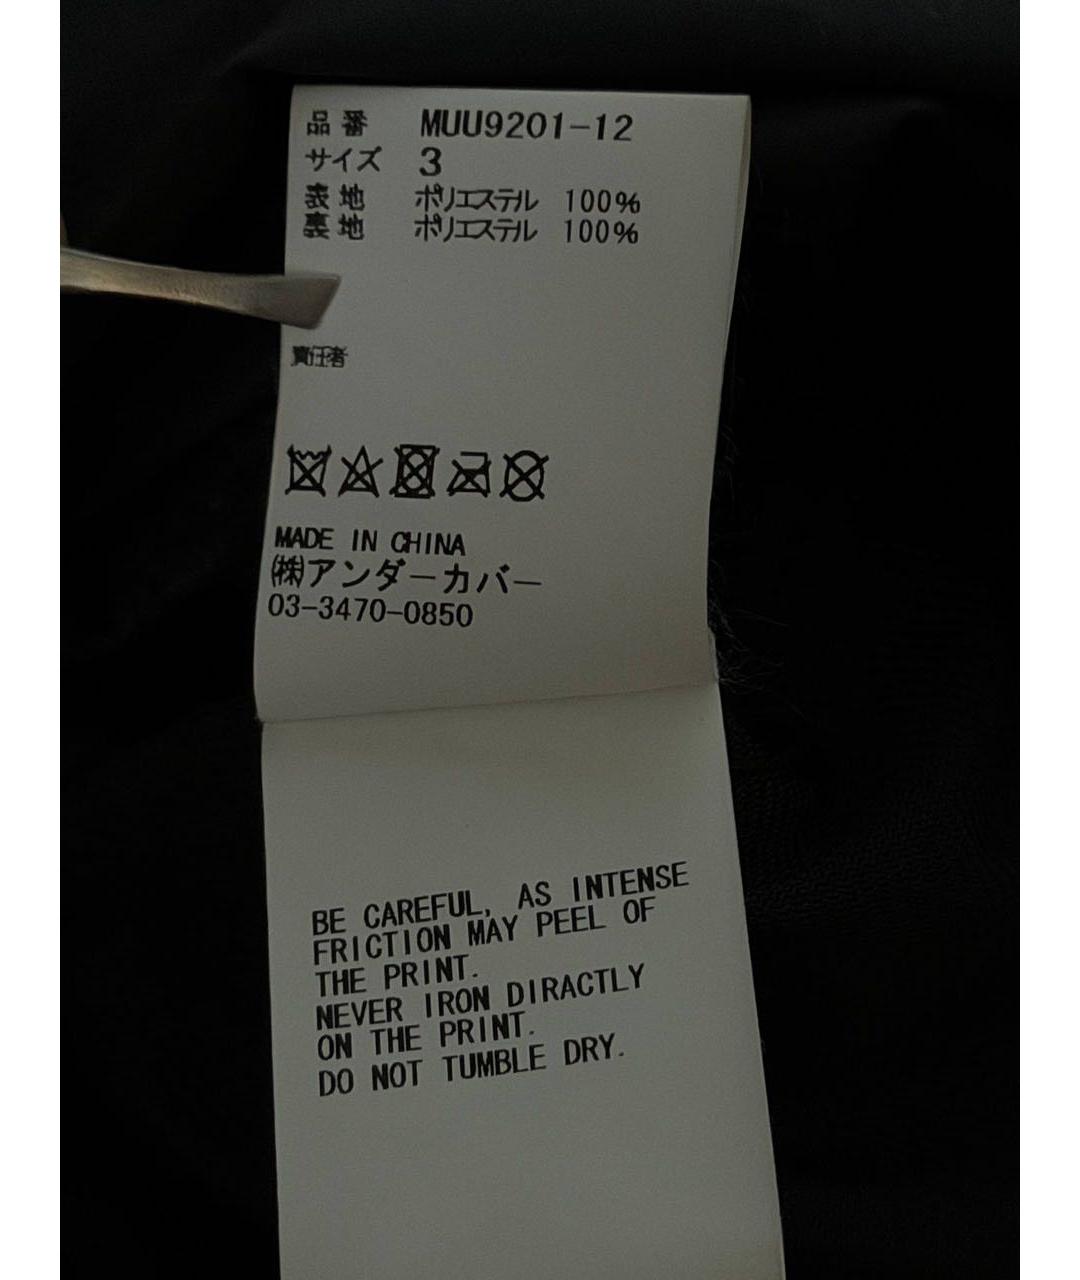 品番 MUU9201-12
サイズ 3
表地 ポリエステル 100%
裏地 ポリエステル 100%
責任者
MADE IN CHINA
㈱アンダーカバー
03-3470-0850
BE CAREFUL, AS INTENSE
FRICTION MAY PEEL OF
THE PRINT.
NEVER IRON DIRACTLY
ON THE PRINT.
DO NOT TUMBLE DRY.